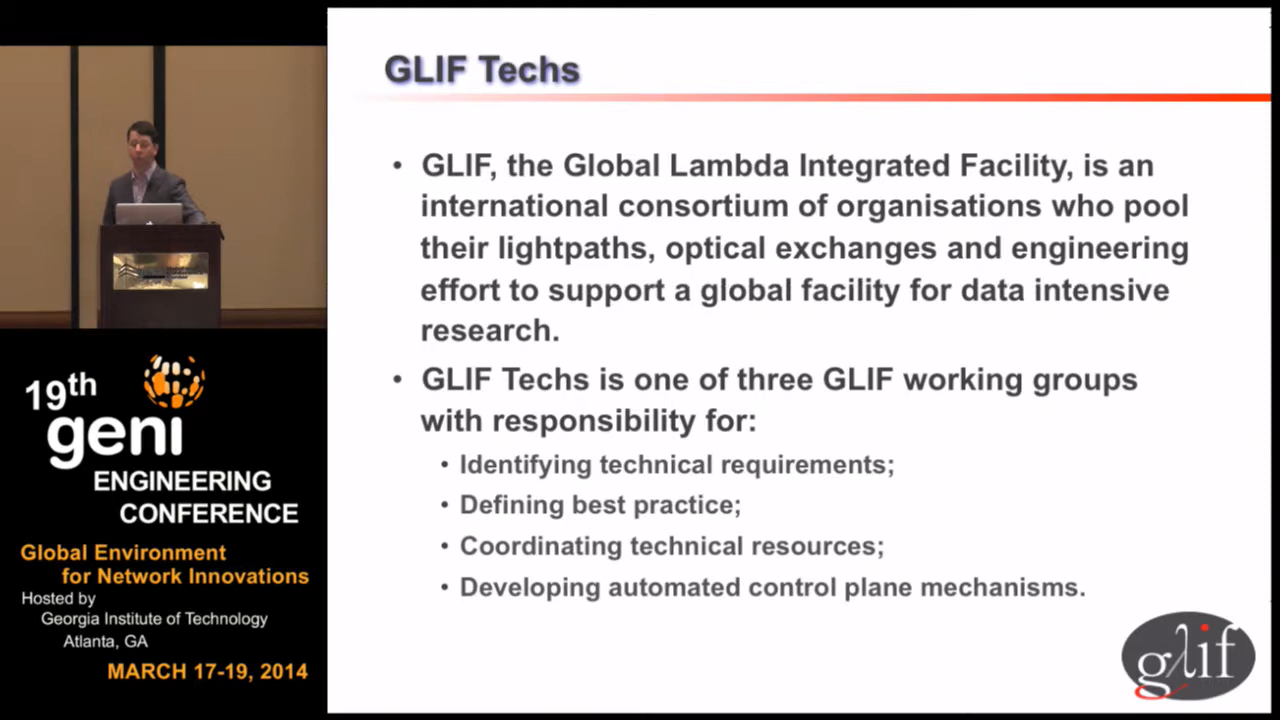 GLIF Techs
• GLIF, the Global Lambda Integrated Facility, is an
international consortium of organisations who pool
their lightpaths, optical exchanges and engineering
effort to support a global facility for data intensive
research.
• GLIF Techs is one of three GLIF working groups
with responsibility for:
• Identifying technical requirements;
• Defining best practice;
• Coordinating technical resources;
• Developing automated control plane mechanisms.
gλif
19th
geni
ENGINEERING
CONFERENCE
Global Environment
for Network Innovations
Hosted by
Georgia Institute of Technology
Atlanta, GA
MARCH 17-19, 2014